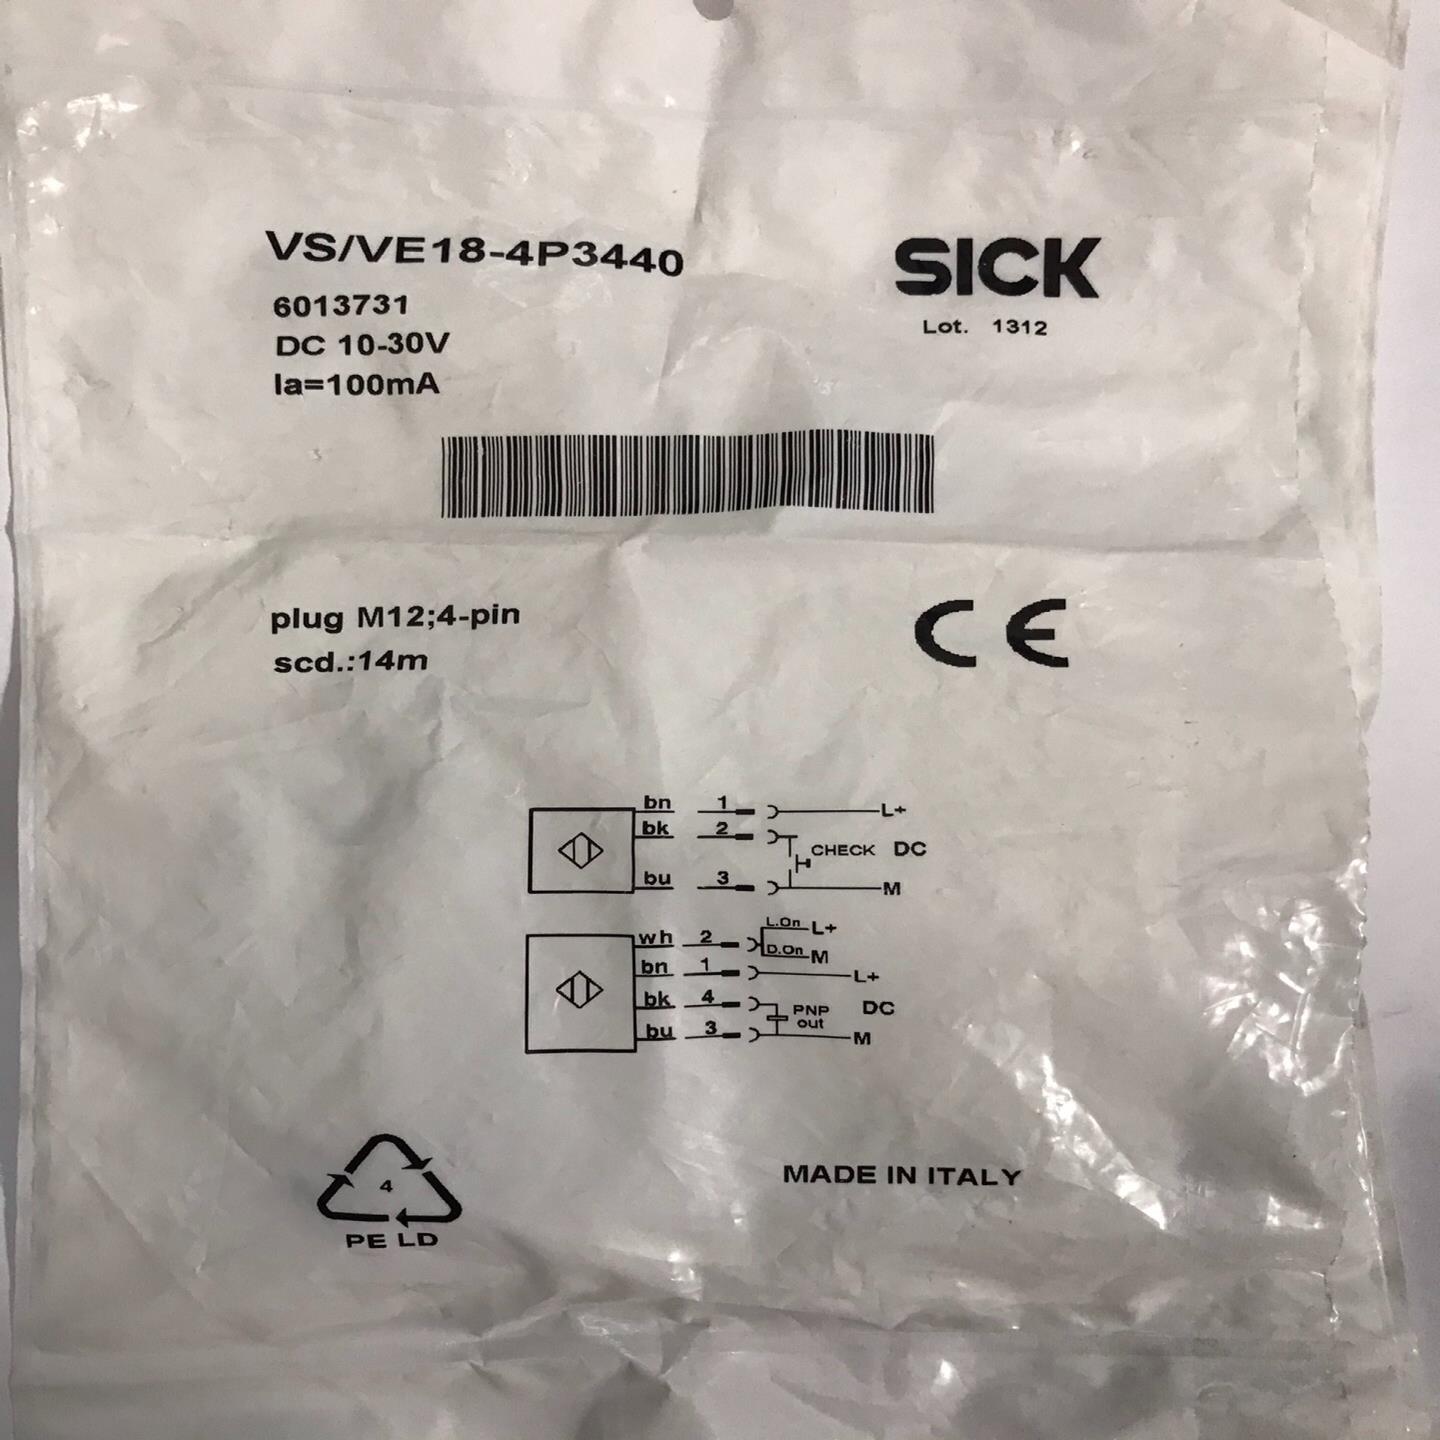 VS/VE18-4P3440
6013731
DC 10-30V
Ia=100mA
SICK
Lot. 1312
plug M12;4-pin
scd.:14m
CE
bn 1 L+
bk 2 CHECK DC
bu 3 M
wh 2 L.On L+
D.On M
bn 1 L+
bk 4 PNP DC
out
bu 3 M
4
PE LD
MADE IN ITALY